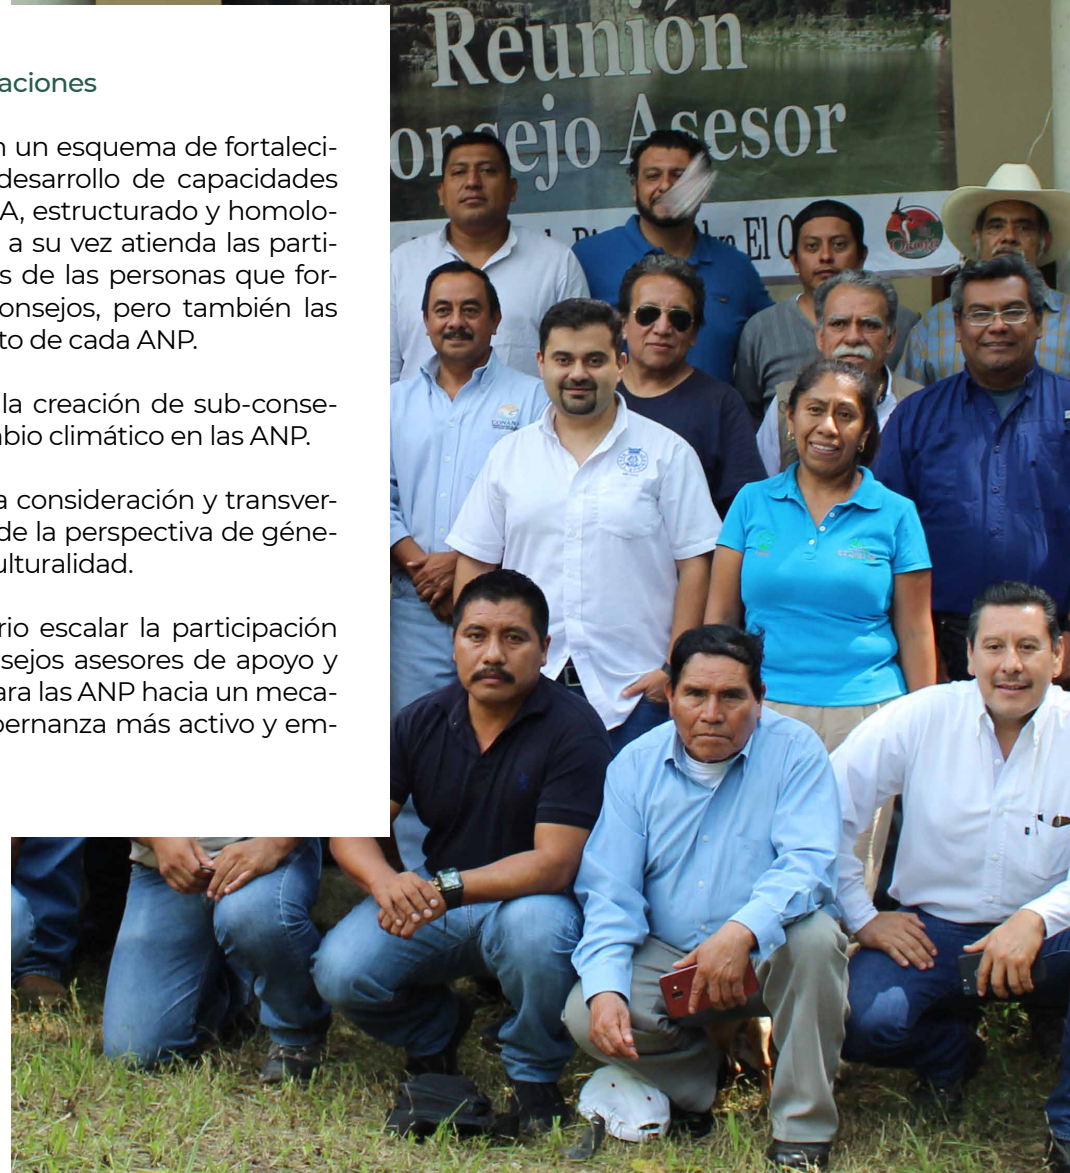 Reunión
onsejo Asesor
El O
CONANP
aciones
n un esquema de fortaleci-
desarrollo de capacidades
A, estructurado y homolo-
a su vez atienda las parti-
s de las personas que for-
onsejos, pero también las
to de cada ANP.
la creación de sub-conse-
bio climático en las ANP.
a consideración y transver-
de la perspectiva de géne-
ulturalidad.
rio escalar la participación
sejos asesores de apoyo y
ara las ANP hacia un meca-
bernanza más activo y em-